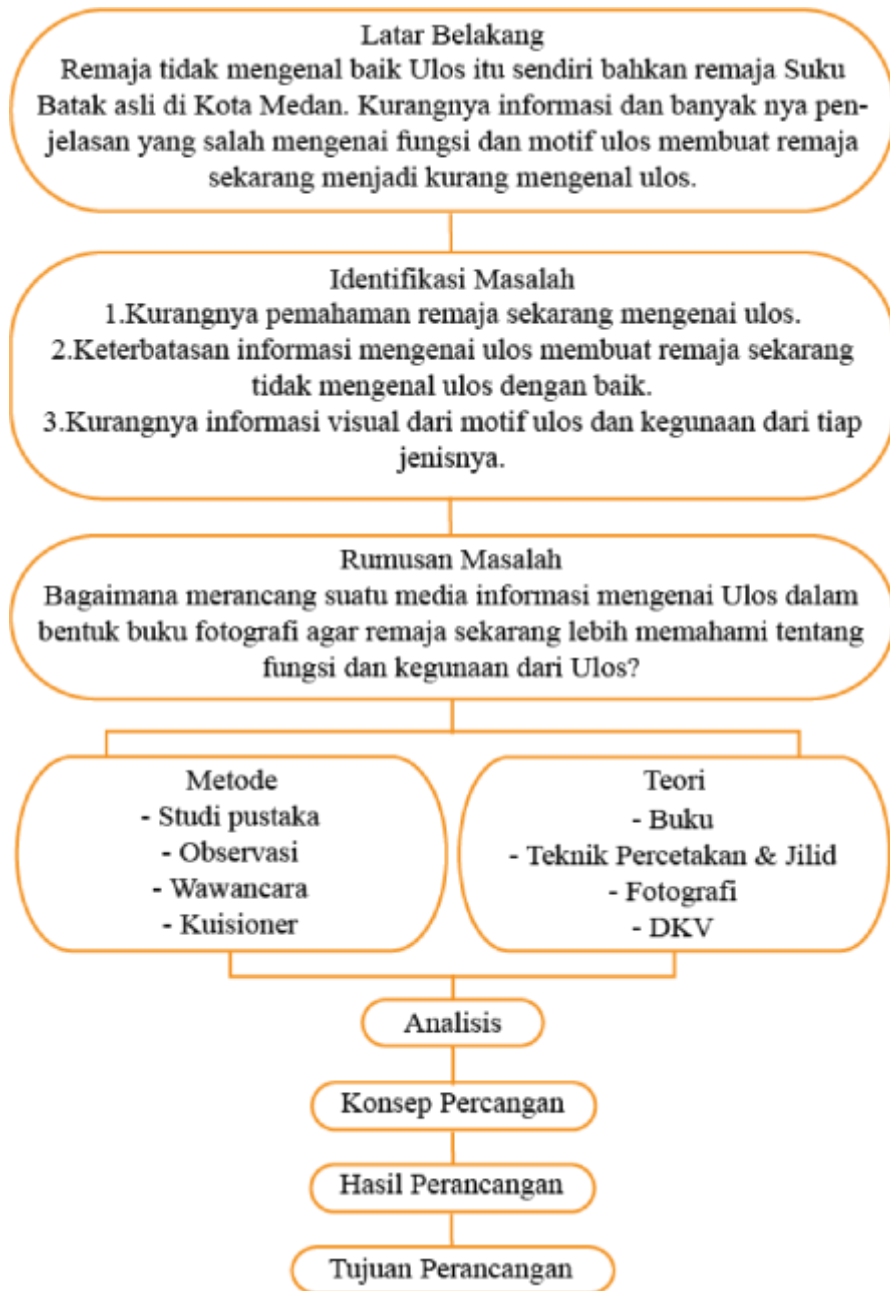 Latar Belakang
Remaja tidak mengenal baik Ulos itu sendiri bahkan remaja Suku
Batak asli di Kota Medan. Kurangnya informasi dan banyak nya pen-
jelasan yang salah mengenai fungsi dan motif ulos membuat remaja
sekarang menjadi kurang mengenal ulos.
Identifikasi Masalah
1.Kurangnya pemahaman remaja sekarang mengenai ulos.
2.Keterbatasan informasi mengenai ulos membuat remaja sekarang
tidak mengenal ulos dengan baik.
3.Kurangnya informasi visual dari motif ulos dan kegunaan dari tiap
jenisnya.
Rumusan Masalah
Bagaimana merancang suatu media informasi mengenai Ulos dalam
bentuk buku fotografi agar remaja sekarang lebih memahami tentang
fungsi dan kegunaan dari Ulos?
Metode
- Studi pustaka
- Observasi
- Wawancara
- Kuisioner
Teori
- Buku
- Teknik Percetakan & Jilid
- Fotografi
- DKV
Analisis
Konsep Percangan
Hasil Perancangan
Tujuan Perancangan